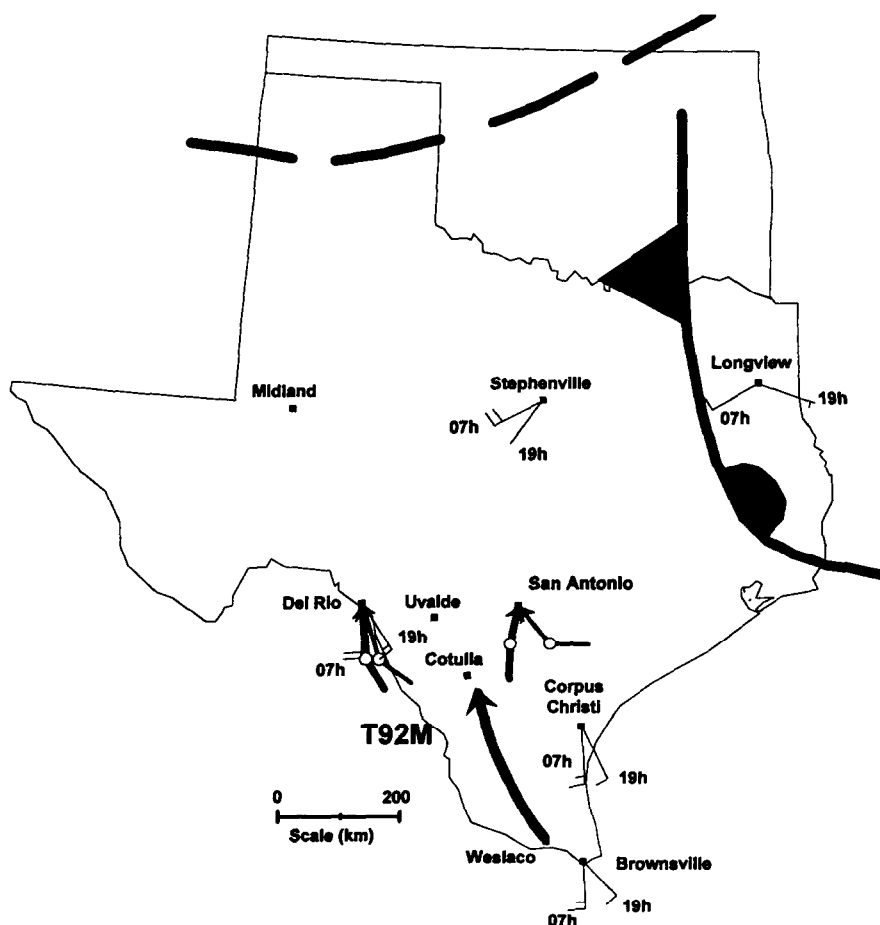 Longview
Midland
Stephenville
19h
07h
07h
19h
San Antonio
Del Rio
Uvalde
19h
07h
Cotulla
Corpus
Christi
T92M
07h
19h
0 200
Scale (km)
Weslaco
Brownsville
19h
07h